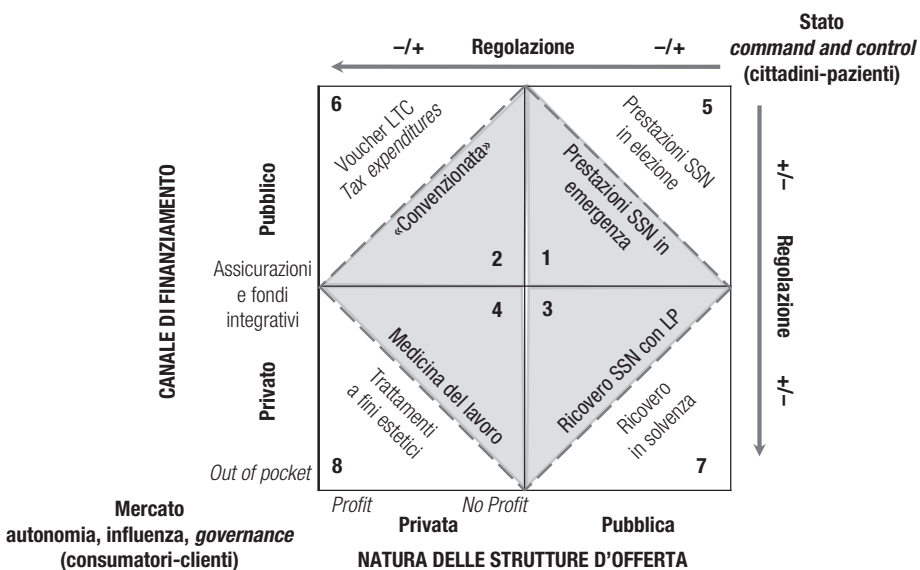 Stato
command and control
(cittadini-pazienti)
–/+ Regolazione –/+
6
Voucher LTC
Tax expenditures
«Convenzionata»
2
5
Prestazioni SSN
in elezione
Prestazioni SSN in
emergenza
1
+/–
Regolazione
+/–
CANALE DI FINANZIAMENTO
Pubblico
Assicurazioni
e fondi
integrativi
Privato
Out of pocket
4
Medicina del lavoro
Trattamenti
a fini estetici
8
3
Ricovero SSN con LP
Ricovero
in solvenza
7
Profit No Profit
Privata Pubblica
NATURA DELLE STRUTTURE D’OFFERTA
Mercato
autonomia, influenza, governance
(consumatori-clienti)